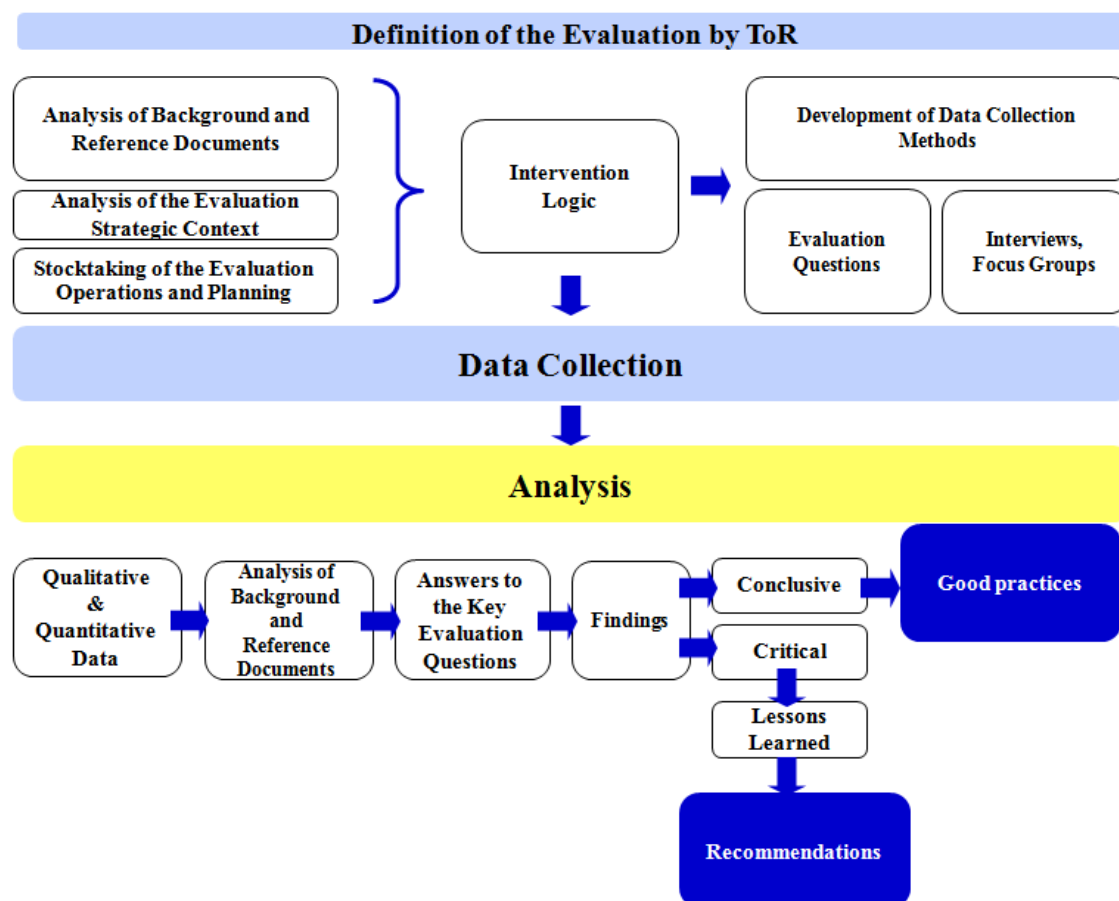 Definition of the Evaluation by ToR
Analysis of Background and
Reference Documents
Analysis of the Evaluation
Strategic Context
Stocktaking of the Evaluation
Operations and Planning
Intervention
Logic
Development of Data Collection
Methods
Evaluation
Questions
Interviews,
Focus Groups
Data Collection
Analysis
Qualitative
&
Quantitative
Data
Analysis of
Background
and
Reference
Documents
Answers to
the Key
Evaluation
Questions
Findings
Conclusive
Good practices
Critical
Lessons
Learned
Recommendations